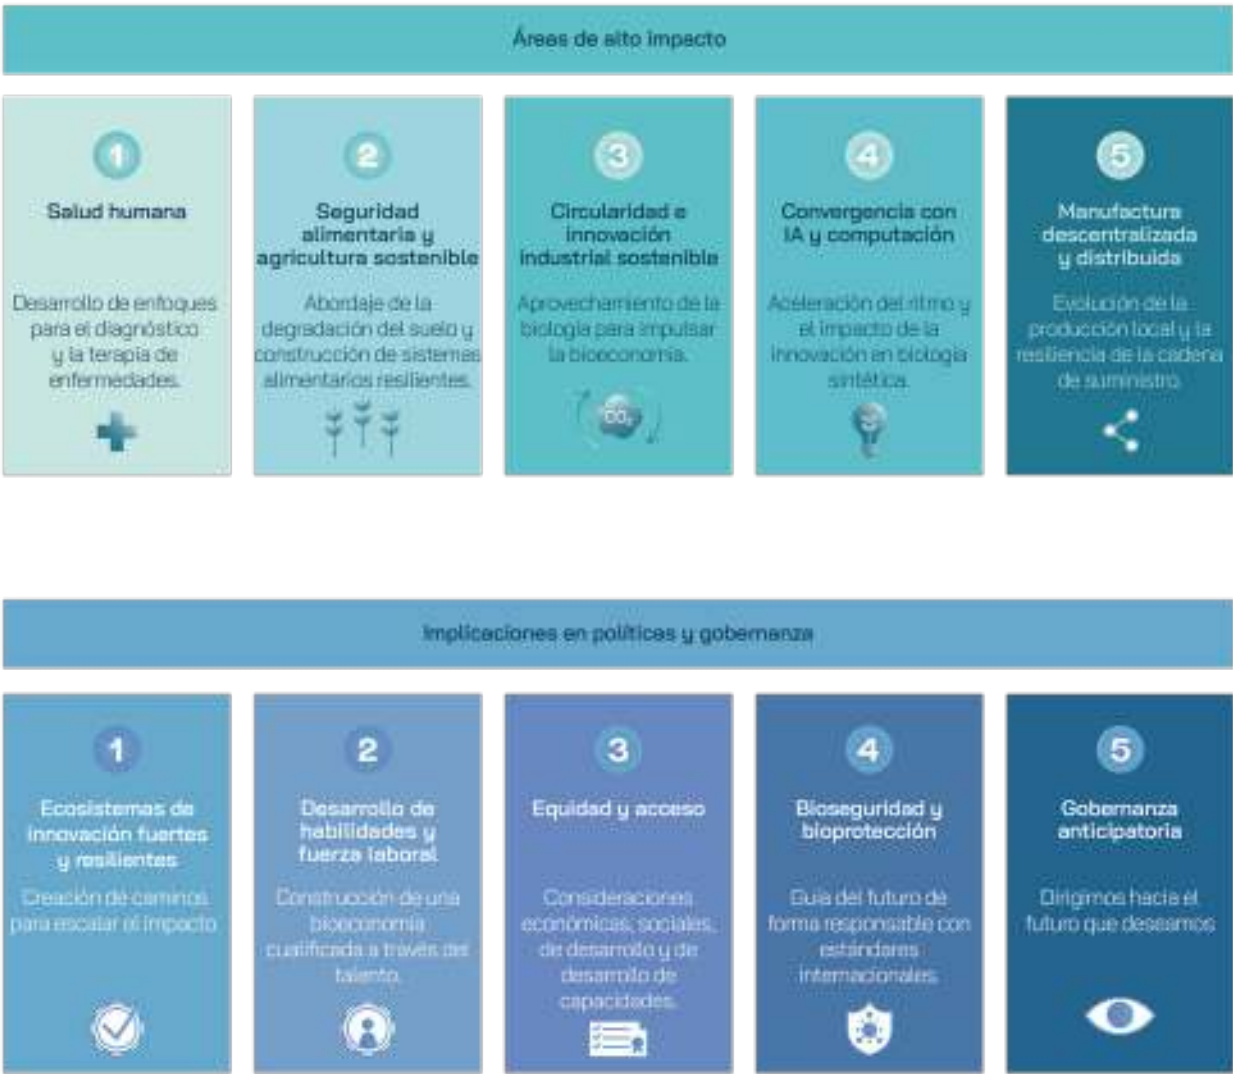 Áreas de alto impacto
1
Salud humana
Desarrollo de enfoques
para el diagnóstico
y la terapia de
enfermedades.
2
Seguridad
alimentaria y
agricultura sostenible
Abordaje de la
degradación del suelo y
construcción de sistemas
alimentarios resilientes.
3
Circularidad e
innovación
industrial sostenible
Aprovechamiento de la
biología para impulsar
la bioeconomía.
CO₂
4
Convergencia con
IA y computación
Aceleración del ritmo y
el impacto de la
innovación en biología
sintética.
5
Manufactura
descentralizada
y distribuida
Evolución de la
producción local y la
resiliencia de la cadena
de suministro.
Implicaciones en políticas y gobernanza
1
Ecosistemas de
innovación fuertes
y resilientes
Creación de caminos
para escalar el impacto
2
Desarrollo de
habilidades y
fuerza laboral
Construcción de una
bioeconomía
cualificada a través del
talento.
3
Equidad y acceso
Consideraciones
económicas, sociales,
de desarrollo y de
desarrollo de
capacidades.
4
Bioseguridad y
bioprotección
Guía del futuro de
forma responsable con
estándares
internacionales.
5
Gobernanza
anticipatoria
Dirigirnos hacia el
futuro que deseamos